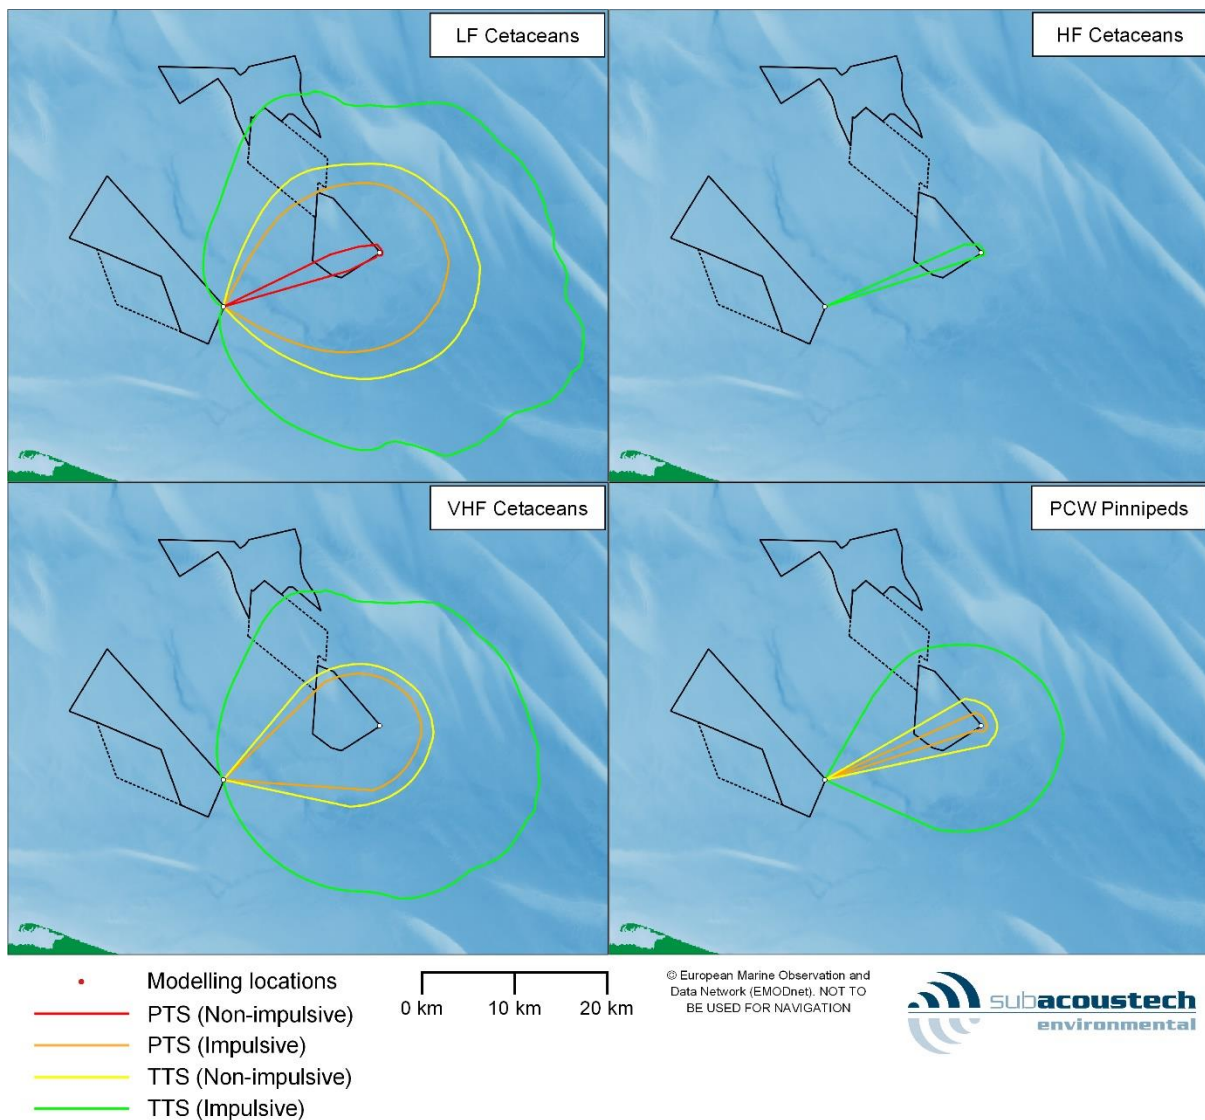 LF Cetaceans
HF Cetaceans
VHF Cetaceans
PCW Pinnipeds
Modelling locations
PTS (Non-impulsive)
PTS (Impulsive)
TTS (Non-impulsive)
TTS (Impulsive)
0 km 10 km 20 km
© European Marine Observation and
Data Network (EMODnet). NOT TO
BE USED FOR NAVIGATION
subacoustech
environmental